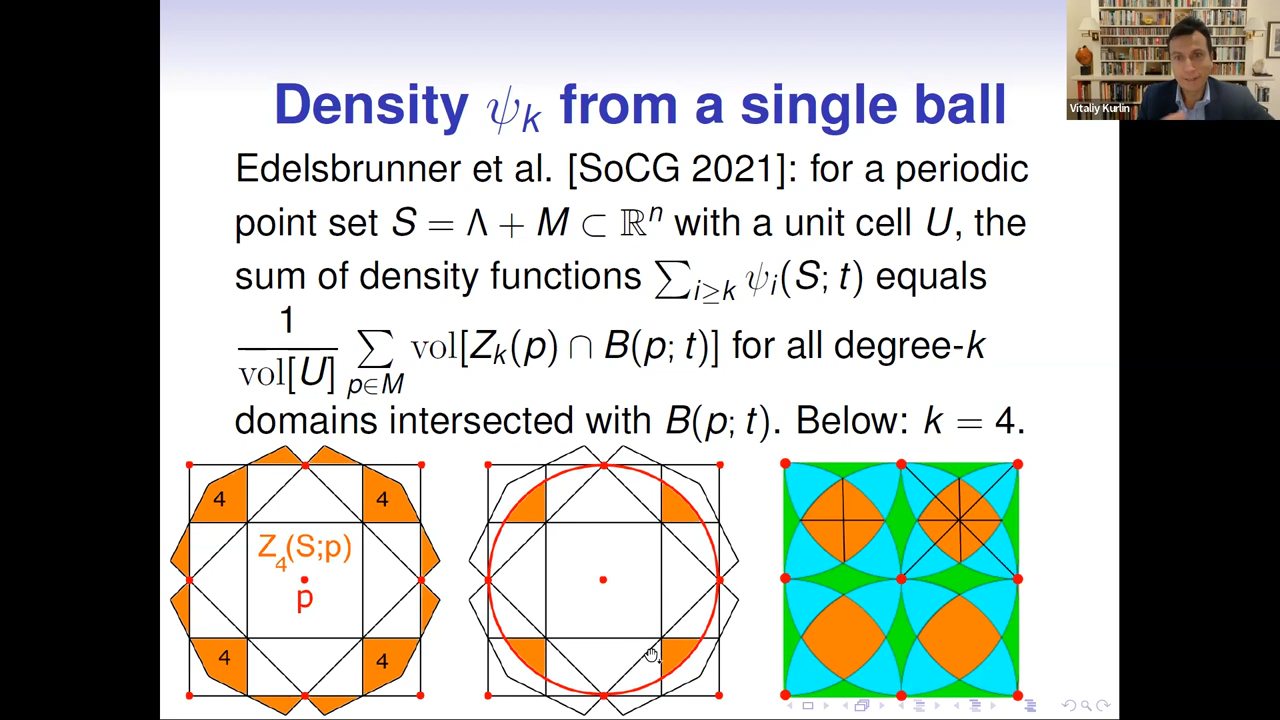 Density ψₖ from a single ball
Vitaliy Kurlin
Edelsbrunner et al. [SoCG 2021]: for a periodic
point set S = Λ + M ⊂ ℝⁿ with a unit cell U, the
sum of density functions ∑_{i≥k} ψᵢ(S; t) equals
1/vol[U] ∑_{p∈M} vol[Zₖ(p) ∩ B(p; t)] for all degree-k
domains intersected with B(p; t). Below: k = 4.
4 4
Z₄(S;p)
p
4 4